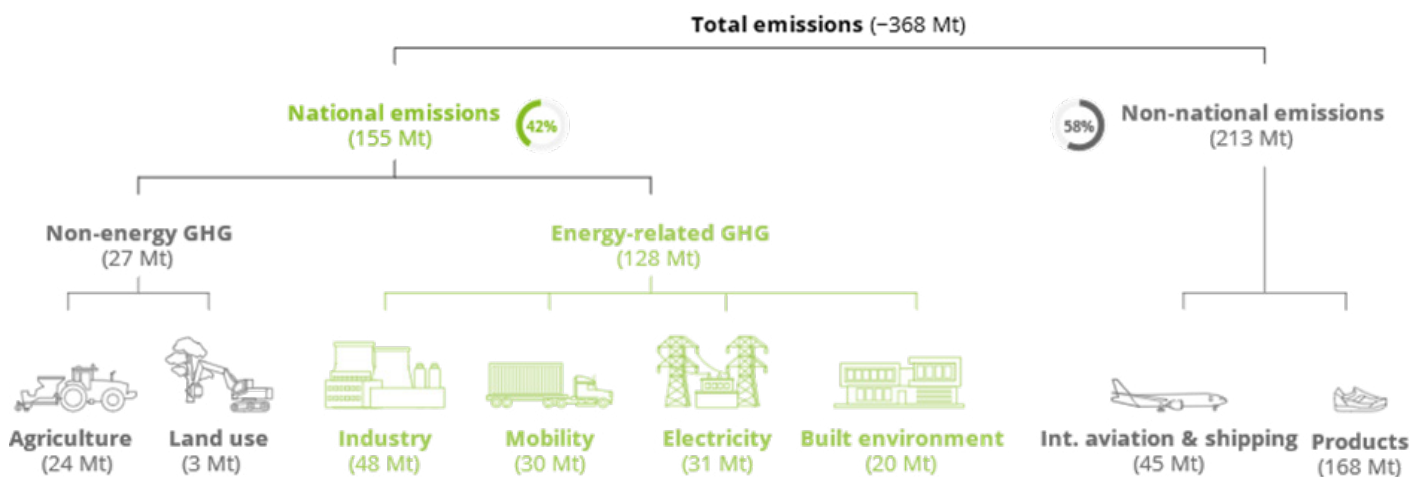 Total emissions (~368 Mt)
National emissions
(155 Mt)
42%
58%
Non-national emissions
(213 Mt)
Non-energy GHG
(27 Mt)
Energy-related GHG
(128 Mt)
Agriculture
(24 Mt)
Land use
(3 Mt)
Industry
(48 Mt)
Mobility
(30 Mt)
Electricity
(31 Mt)
Built environment
(20 Mt)
Int. aviation & shipping
(45 Mt)
Products
(168 Mt)